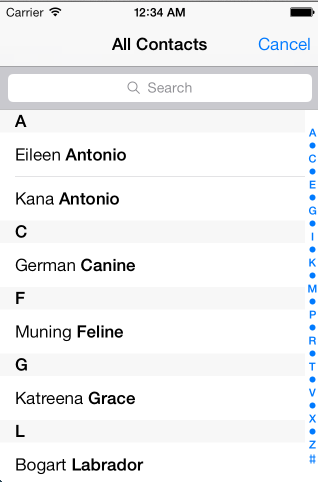 Carrier 12:34 AM
All Contacts Cancel
Search
A
Eileen Antonio
Kana Antonio
C
German Canine
F
Muning Feline
G
Katreena Grace
L
Bogart Labrador
A
C
E
G
I
K
M
P
R
T
V
X
Z
#